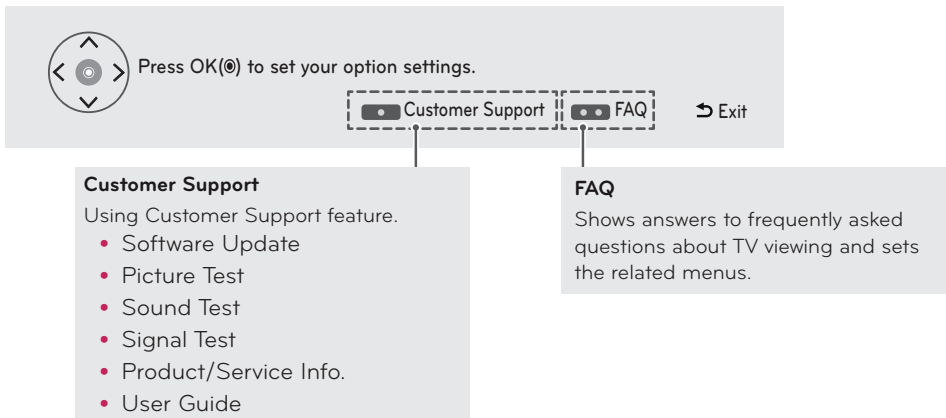 Press OK(◉) to set your option settings.
Customer Support FAQ Exit
Customer Support
Using Customer Support feature.
• Software Update
• Picture Test
• Sound Test
• Signal Test
• Product/Service Info.
• User Guide
FAQ
Shows answers to frequently asked
questions about TV viewing and sets
the related menus.